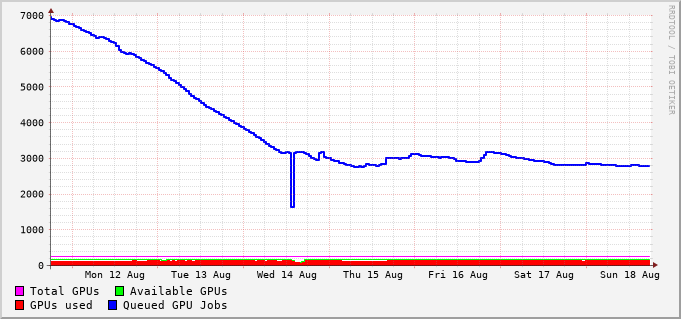 7000
6000
5000
4000
3000
2000
1000
0
Mon 12 Aug Tue 13 Aug Wed 14 Aug Thu 15 Aug Fri 16 Aug Sat 17 Aug Sun 18 Aug
Total GPUs Available GPUs
GPUs used Queued GPU Jobs
RRDTOOL / TOBI OETIKER